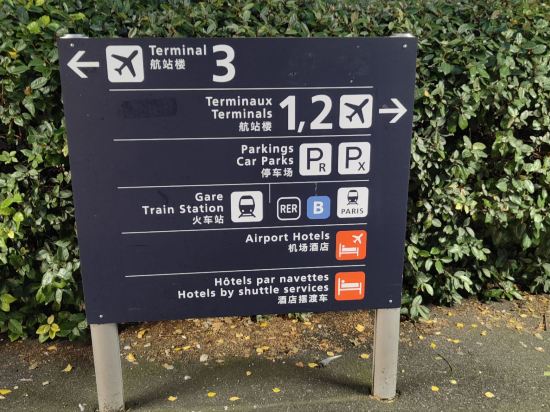 Terminal 3
航站楼
Terminaux
Terminals 1,2
航站楼
Parkings
Car Parks PR PX
停车场
Gare
Train Station RER B PARIS
火车站
Airport Hotels
机场酒店
Hôtels par navettes
Hotels by shuttle services
酒店摆渡车